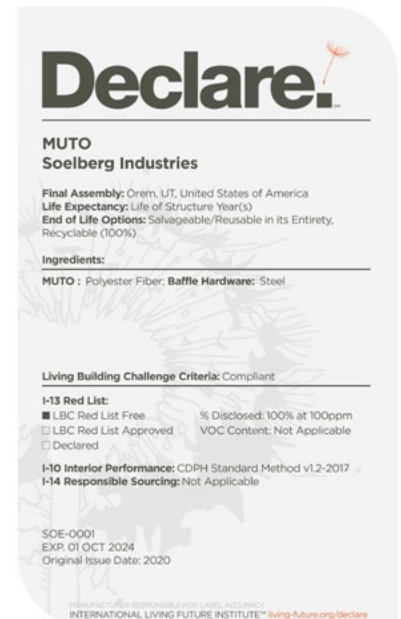 Declare.
MUTO
Soelberg Industries
Final Assembly: Orem, UT, United States of America
Life Expectancy: Life of Structure Year(s)
End of Life Options: Salvageable/Reusable in its Entirety,
Recyclable (100%)
Ingredients:
MUTO : Polyester Fiber; Baffle Hardware: Steel
Living Building Challenge Criteria: Compliant
I-13 Red List:
■ LBC Red List Free % Disclosed: 100% at 100ppm
□ LBC Red List Approved VOC Content: Not Applicable
□ Declared
I-10 Interior Performance: CDPH Standard Method v1.2-2017
I-14 Responsible Sourcing: Not Applicable
SOE-0001
EXP. 01 OCT 2024
Original Issue Date: 2020
MANUFACTURER RESPONSIBLE FOR LABEL ACCURACY
INTERNATIONAL LIVING FUTURE INSTITUTE™ living-future.org/declare